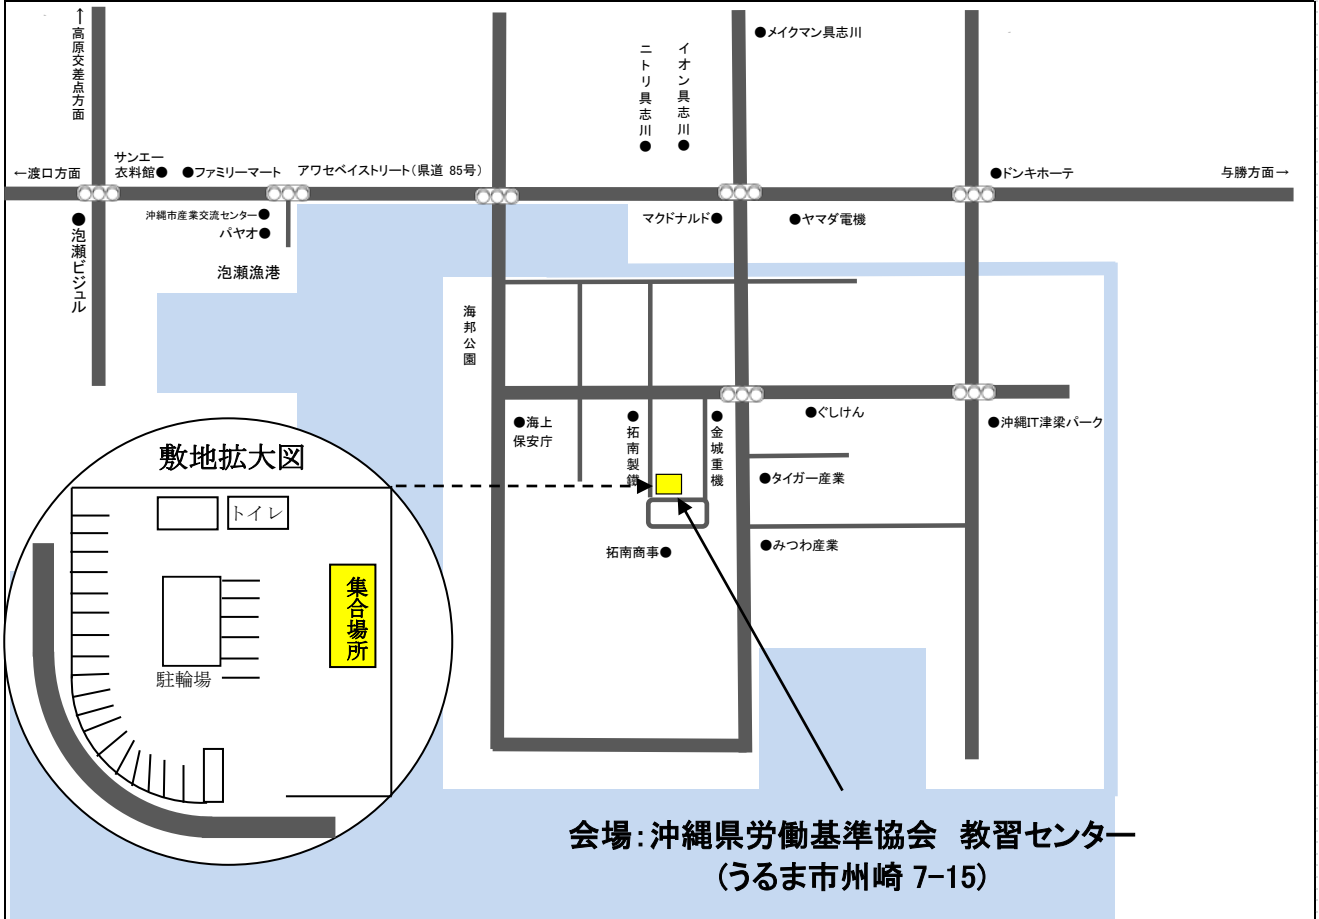 ↑高原交差点方面
ニトリ具志川●
イオン具志川●
●メイクマン具志川
←渡口方面
サンエー
衣料館●
●ファミリーマート
アワセベイストリート(県道 85号)
●ドンキホーテ
与勝方面→
●泡瀬ビジュル
沖縄市産業交流センター●
パヤオ●
泡瀬漁港
マクドナルド●
●ヤマダ電機
海邦公園
●海上
保安庁
●拓南製鐵
●金城重機
●ぐしけん
●沖縄IT津梁パーク
●タイガー産業
拓南商事●
●みつわ産業
敷地拡大図
トイレ
集合場所
駐輪場
会場:沖縄県労働基準協会 教習センター
(うるま市州崎 7-15)